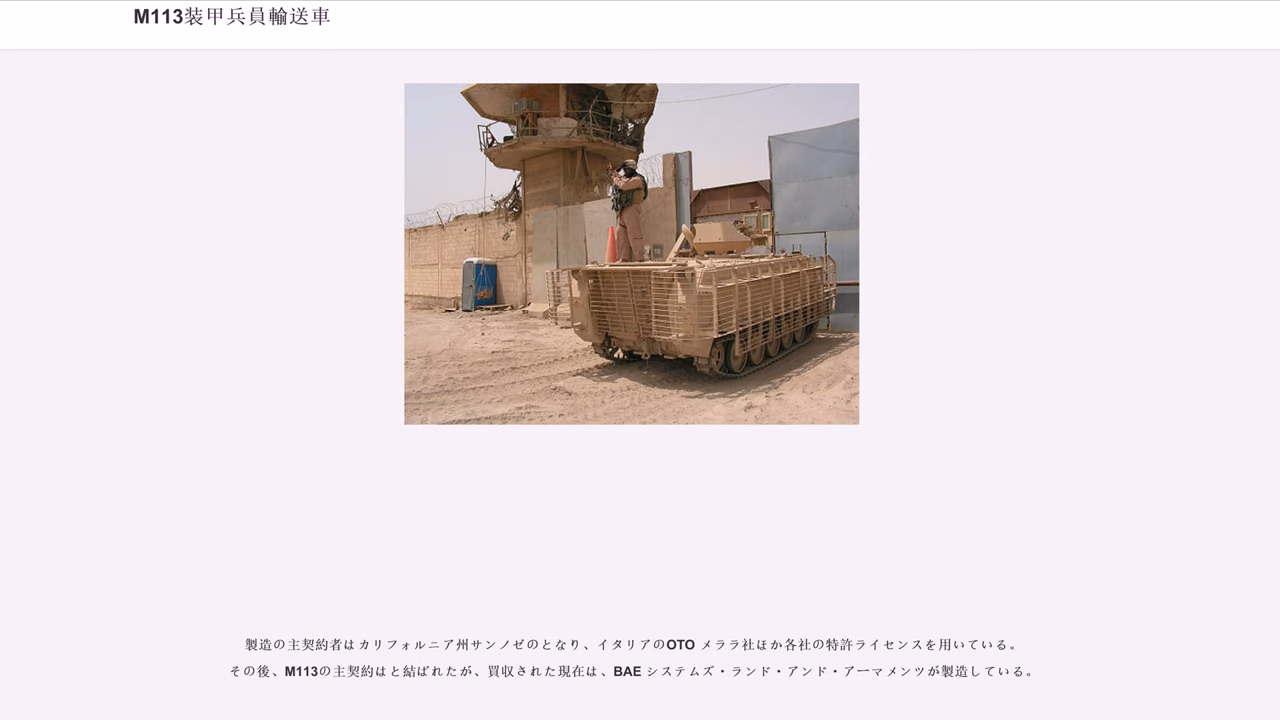 M113装甲兵員輸送車
製造の主契約者はカリフォルニア州サンノゼのとなり、イタリアのOTO メララ社ほか各社の特許ライセンスを用いている。
その後、M113の主契約はと結ばれたが、買収された現在は、BAE システムズ・ランド・アンド・アーマメンツが製造している。